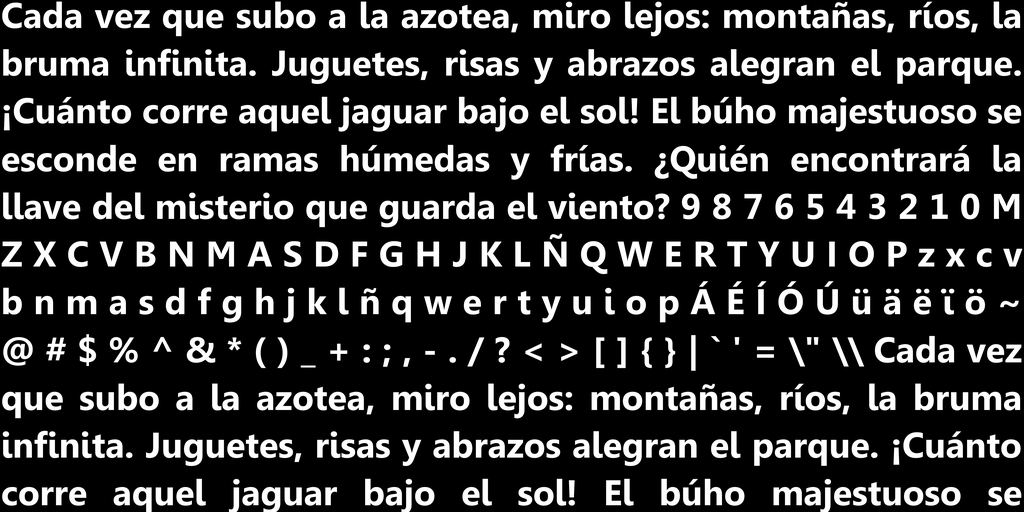 Cada vez que subo a la azotea, miro lejos: montañas, ríos, la
bruma infinita. Juguetes, risas y abrazos alegran el parque.
¡Cuánto corre aquel jaguar bajo el sol! El búho majestuoso se
esconde en ramas húmedas y frías. ¿Quién encontrará la
llave del misterio que guarda el viento? 9 8 7 6 5 4 3 2 1 0 M
Z X C V B N M A S D F G H J K L Ñ Q W E R T Y U I O P z x c v
b n m a s d f g h j k l ñ q w e r t y u i o p Á É Í Ó Ú ü ä ë ï ö ~
@ # $ % ^ & * ( ) _ + : ; , - . / ? < > [ ] { } | ` ' = \" \\ Cada vez
que subo a la azotea, miro lejos: montañas, ríos, la bruma
infinita. Juguetes, risas y abrazos alegran el parque. ¡Cuánto
corre aquel jaguar bajo el sol! El búho majestuoso se